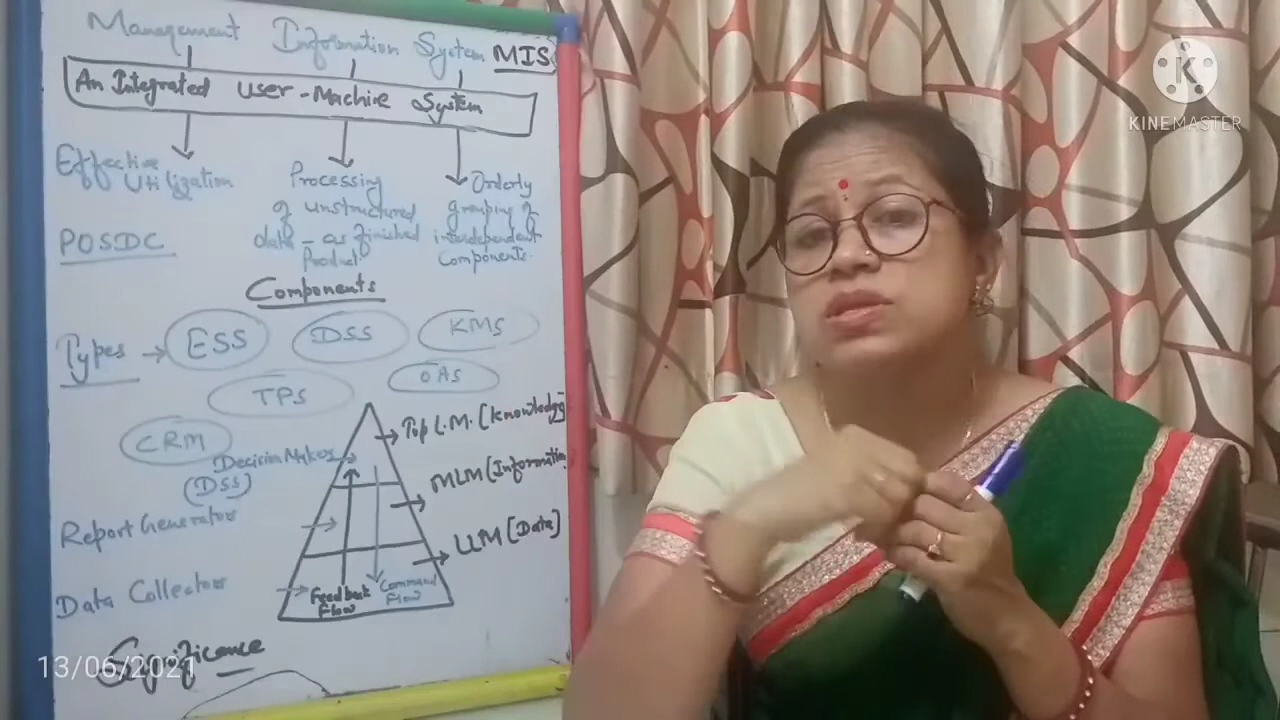 Management Information System MIS
An Integrated User-Machine System
Effective Utilization
Processing of unstructured data - as finished Product
Orderly grouping of interdependent Components.
POSDC
Components
Types → ESS DSS KMS
TPS OAS
CRM
Top L.M. (Knowledg
Decision Makers (DSS)
MLM (Informatio
Report Generator
LLM (Data)
Data Collector
Feedback Flow
Command Flow
Significance
13/06/2021
K
KINEMASTER